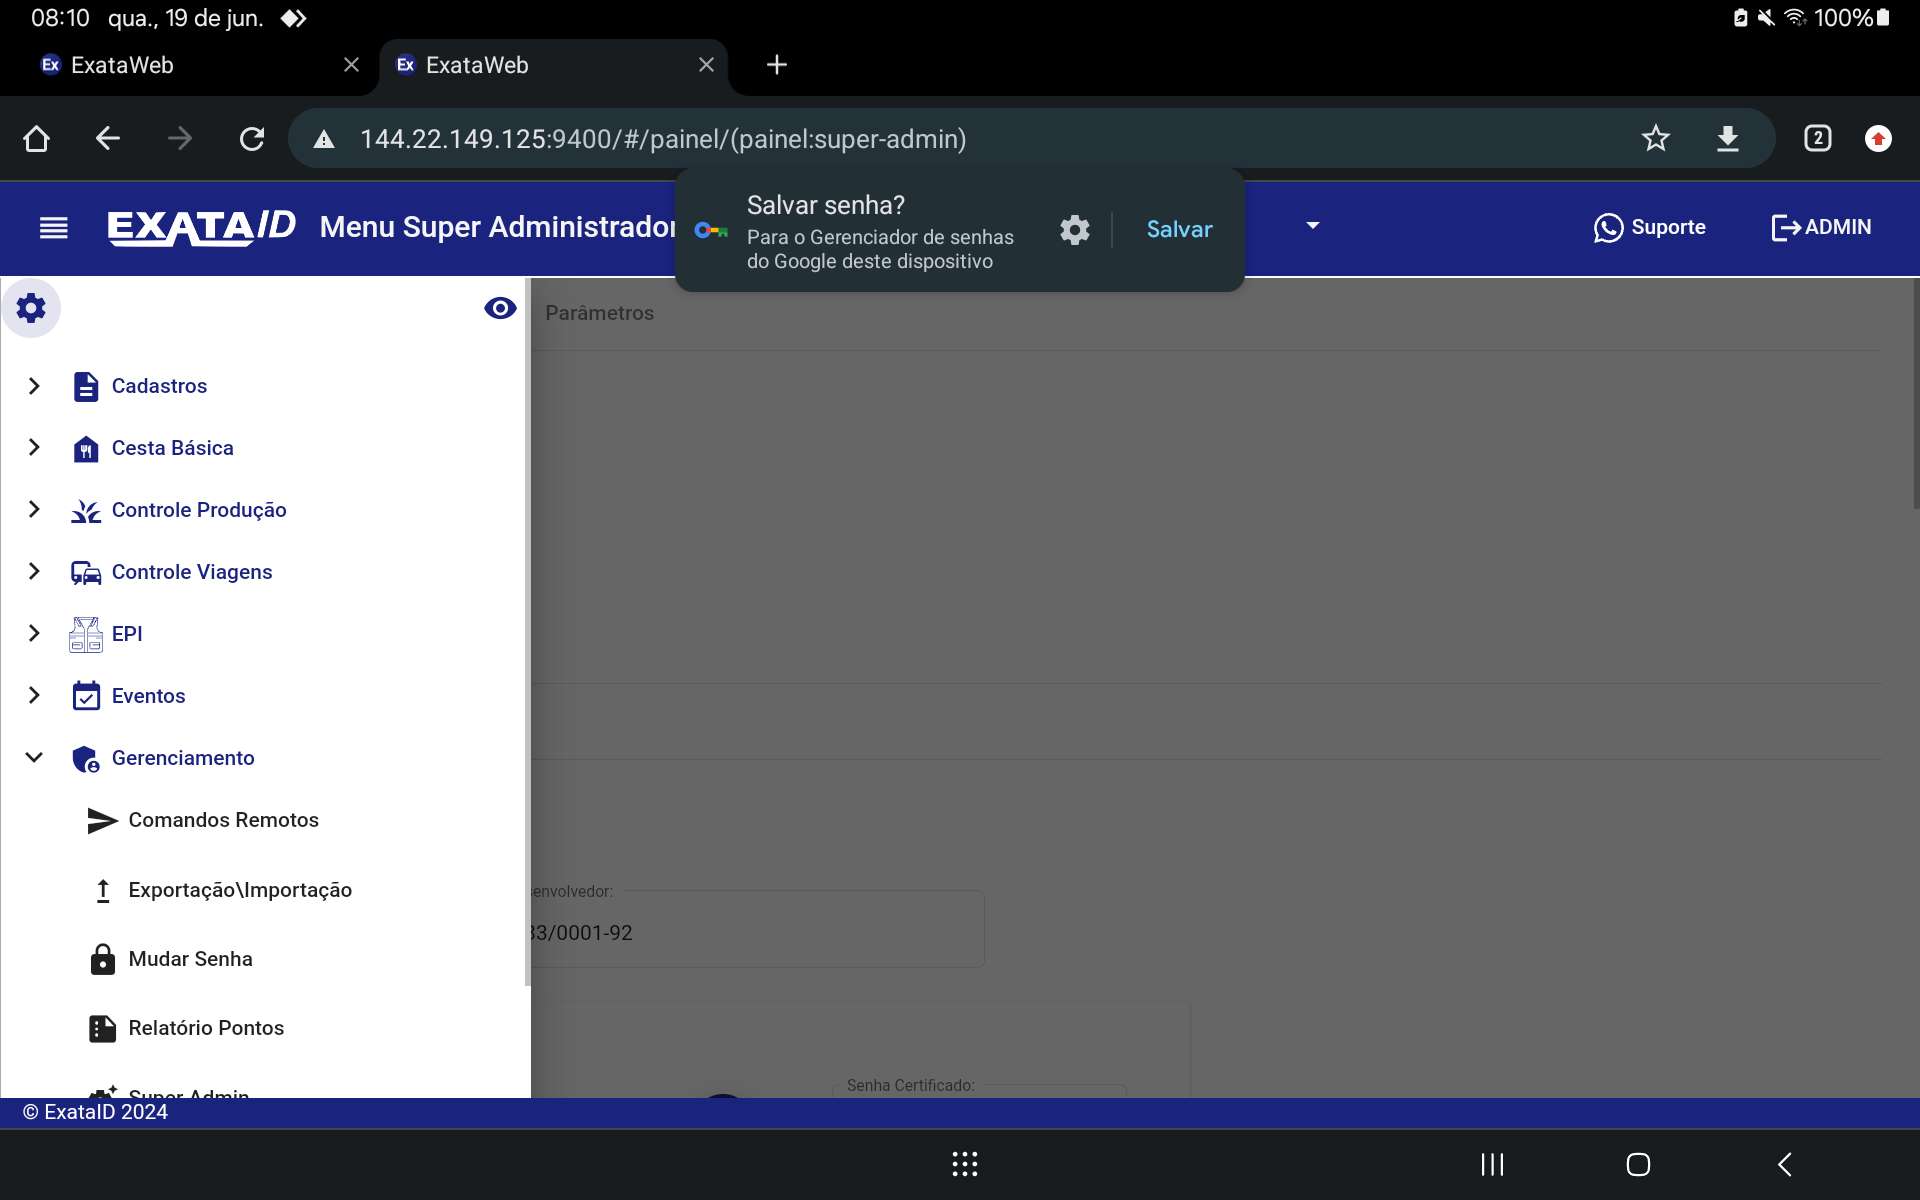 08:10 qua., 19 de jun.
100%
Ex ExataWeb
Ex ExataWeb
144.22.149.125:9400/#/painel/(painel:super-admin)
2
EXATAID Menu Super Administrador
Salvar senha?
Para o Gerenciador de senhas
do Google deste dispositivo
Salvar
Suporte
ADMIN
Parâmetros
Cadastros
Cesta Básica
Controle Produção
Controle Viagens
EPI
Eventos
Gerenciamento
Comandos Remotos
Exportação\Importação
envolvedor:
33/0001-92
Mudar Senha
Relatório Pontos
Super Admin
Senha Certificado:
© ExataID 2024